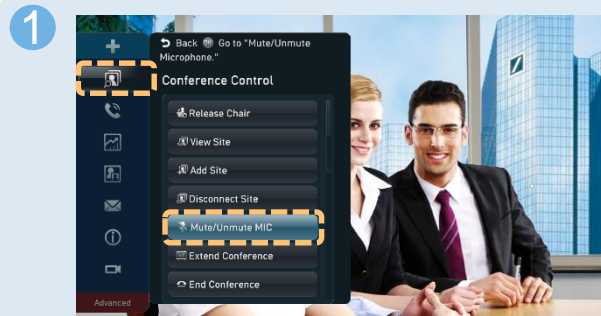 1
Back OK Go to "Mute/Unmute
Microphone."
Conference Control
Release Chair
View Site
Add Site
Disconnect Site
Mute/Unmute MIC
Extend Conference
End Conference
Advanced